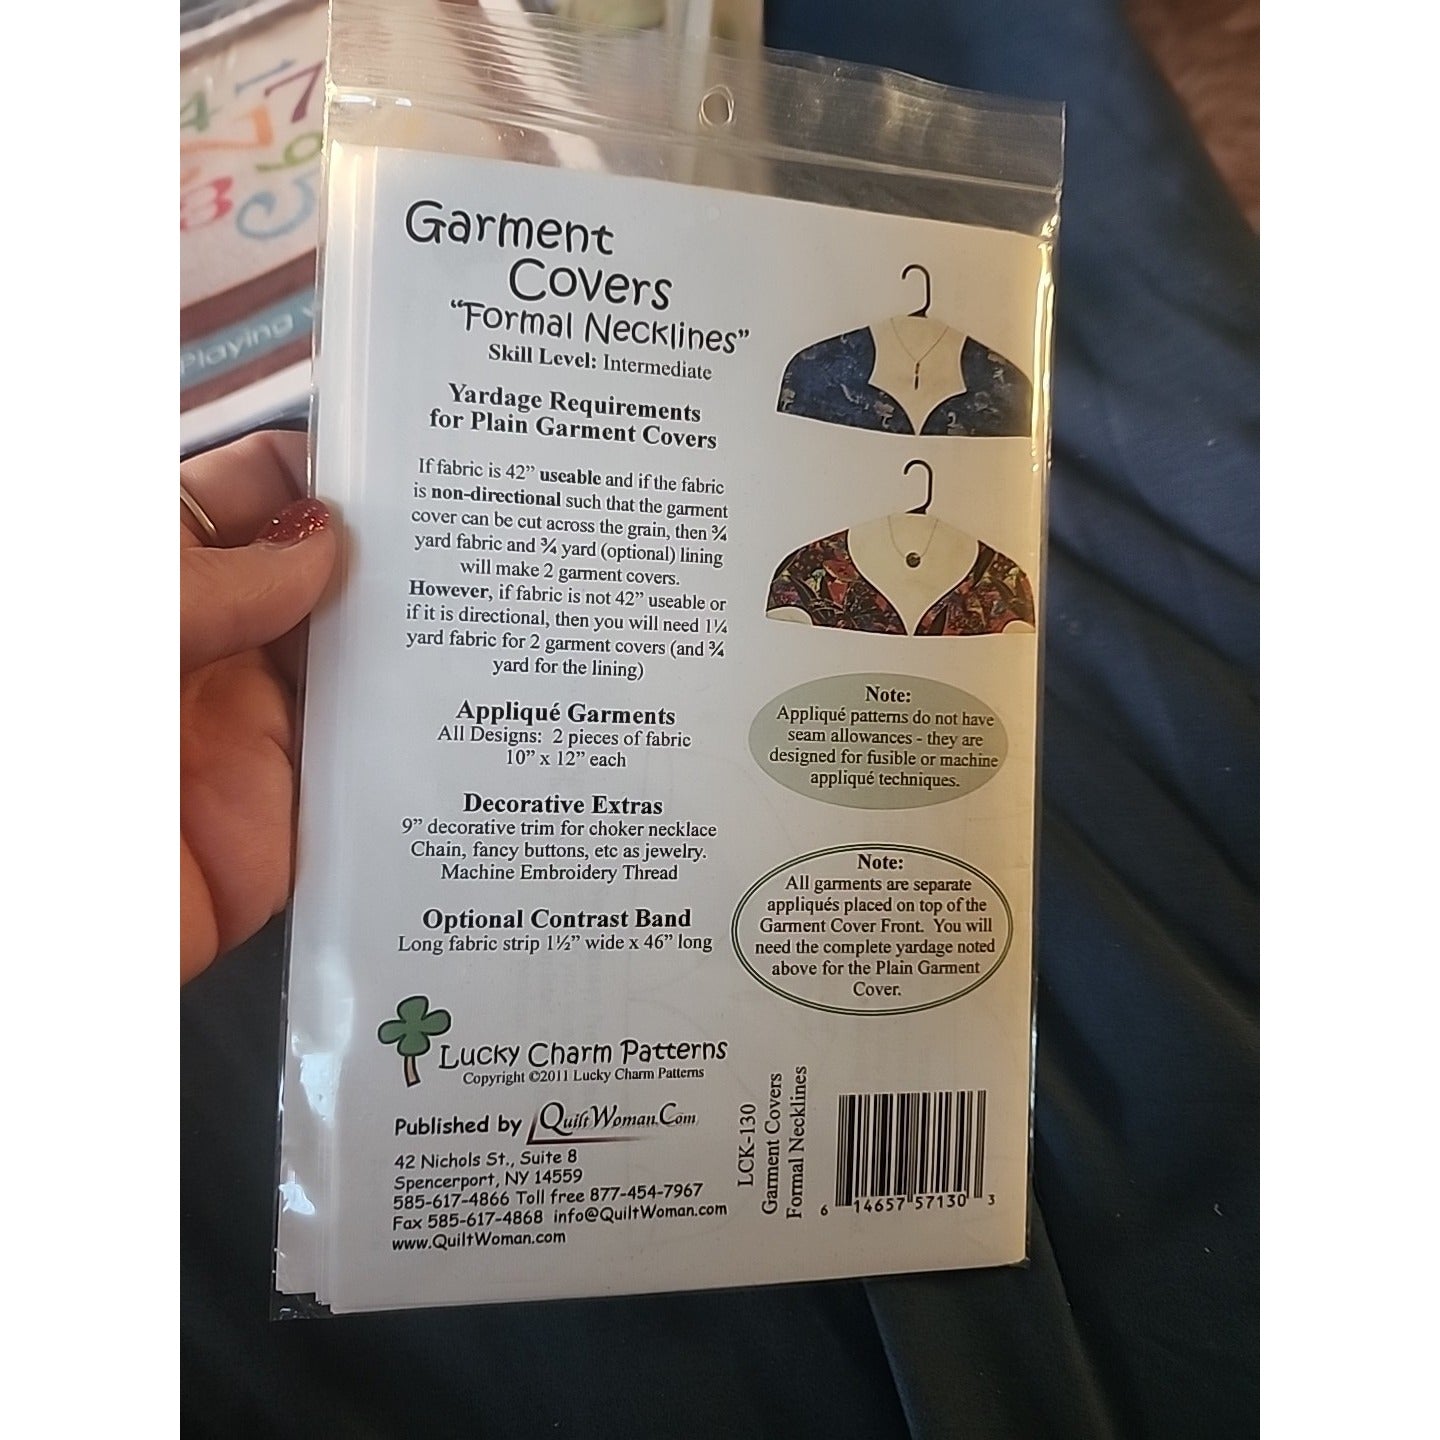 Garment
Covers
“Formal Necklines”
Skill Level: Intermediate
Yardage Requirements
for Plain Garment Covers
If fabric is 42” useable and if the fabric
is non-directional such that the garment
cover can be cut across the grain, then ¾
yard fabric and ¾ yard (optional) lining
will make 2 garment covers.
However, if fabric is not 42” useable or
if it is directional, then you will need 1¼
yard fabric for 2 garment covers (and ¾
yard for the lining)
Appliqué Garments
All Designs: 2 pieces of fabric
10” x 12” each
Decorative Extras
9” decorative trim for choker necklace
Chain, fancy buttons, etc as jewelry.
Machine Embroidery Thread
Optional Contrast Band
Long fabric strip 1½” wide x 46” long
Note:
Appliqué patterns do not have
seam allowances - they are
designed for fusible or machine
appliqué techniques.
Note:
All garments are separate
appliqués placed on top of the
Garment Cover Front. You will
need the complete yardage noted
above for the Plain Garment
Cover.
Lucky Charm Patterns
Copyright ©2011 Lucky Charm Patterns
Published by QuiltWoman.Com
42 Nichols St., Suite 8
Spencerport, NY 14559
585-617-4866 Toll free 877-454-7967
Fax 585-617-4868 info@QuiltWoman.com
www.QuiltWoman.com
LCK-130
Garment Covers
Formal Necklines
6 14657 57130 3
Playing